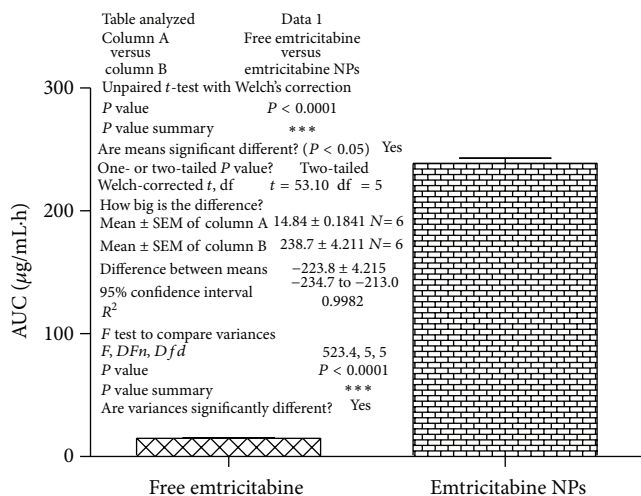 Table analyzed Data 1
Column A Free emtricitabine
versus versus
column B emtricitabine NPs
Unpaired t-test with Welch's correction
P value P < 0.0001
P value summary ***
Are means significant different? (P < 0.05) Yes
One- or two-tailed P value? Two-tailed
Welch-corrected t, df t = 53.10 df = 5
How big is the difference?
Mean ± SEM of column A 14.84 ± 0.1841 N = 6
Mean ± SEM of column B 238.7 ± 4.211 N = 6
Difference between means −223.8 ± 4.215
95% confidence interval −234.7 to −213.0
R² 0.9982
F test to compare variances
F, DFn, Dfd 523.4, 5, 5
P value P < 0.0001
P value summary ***
Are variances significantly different? Yes
AUC (μg/mL·h)
300
200
100
0
Free emtricitabine Emtricitabine NPs